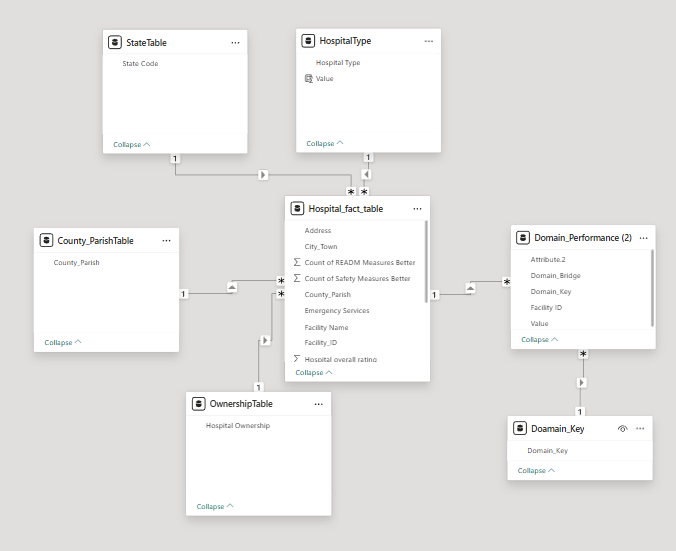 StateTable
State Code
Collapse
HospitalType
Hospital Type
Value
Collapse
1
1
*
*
Hospital_fact_table
Address
City_Town
Count of READM Measures Better
Count of Safety Measures Better
County_Parish
Emergency Services
Facility Name
Facility_ID
Hospital overall rating
Collapse
County_ParishTable
County_Parish
Collapse
1
*
*
1
*
Domain_Performance (2)
Attribute.2
Domain_Bridge
Domain_Key
Facility ID
Value
Collapse
*
1
1
OwnershipTable
Hospital Ownership
Collapse
Doamain_Key
Domain_Key
Collapse